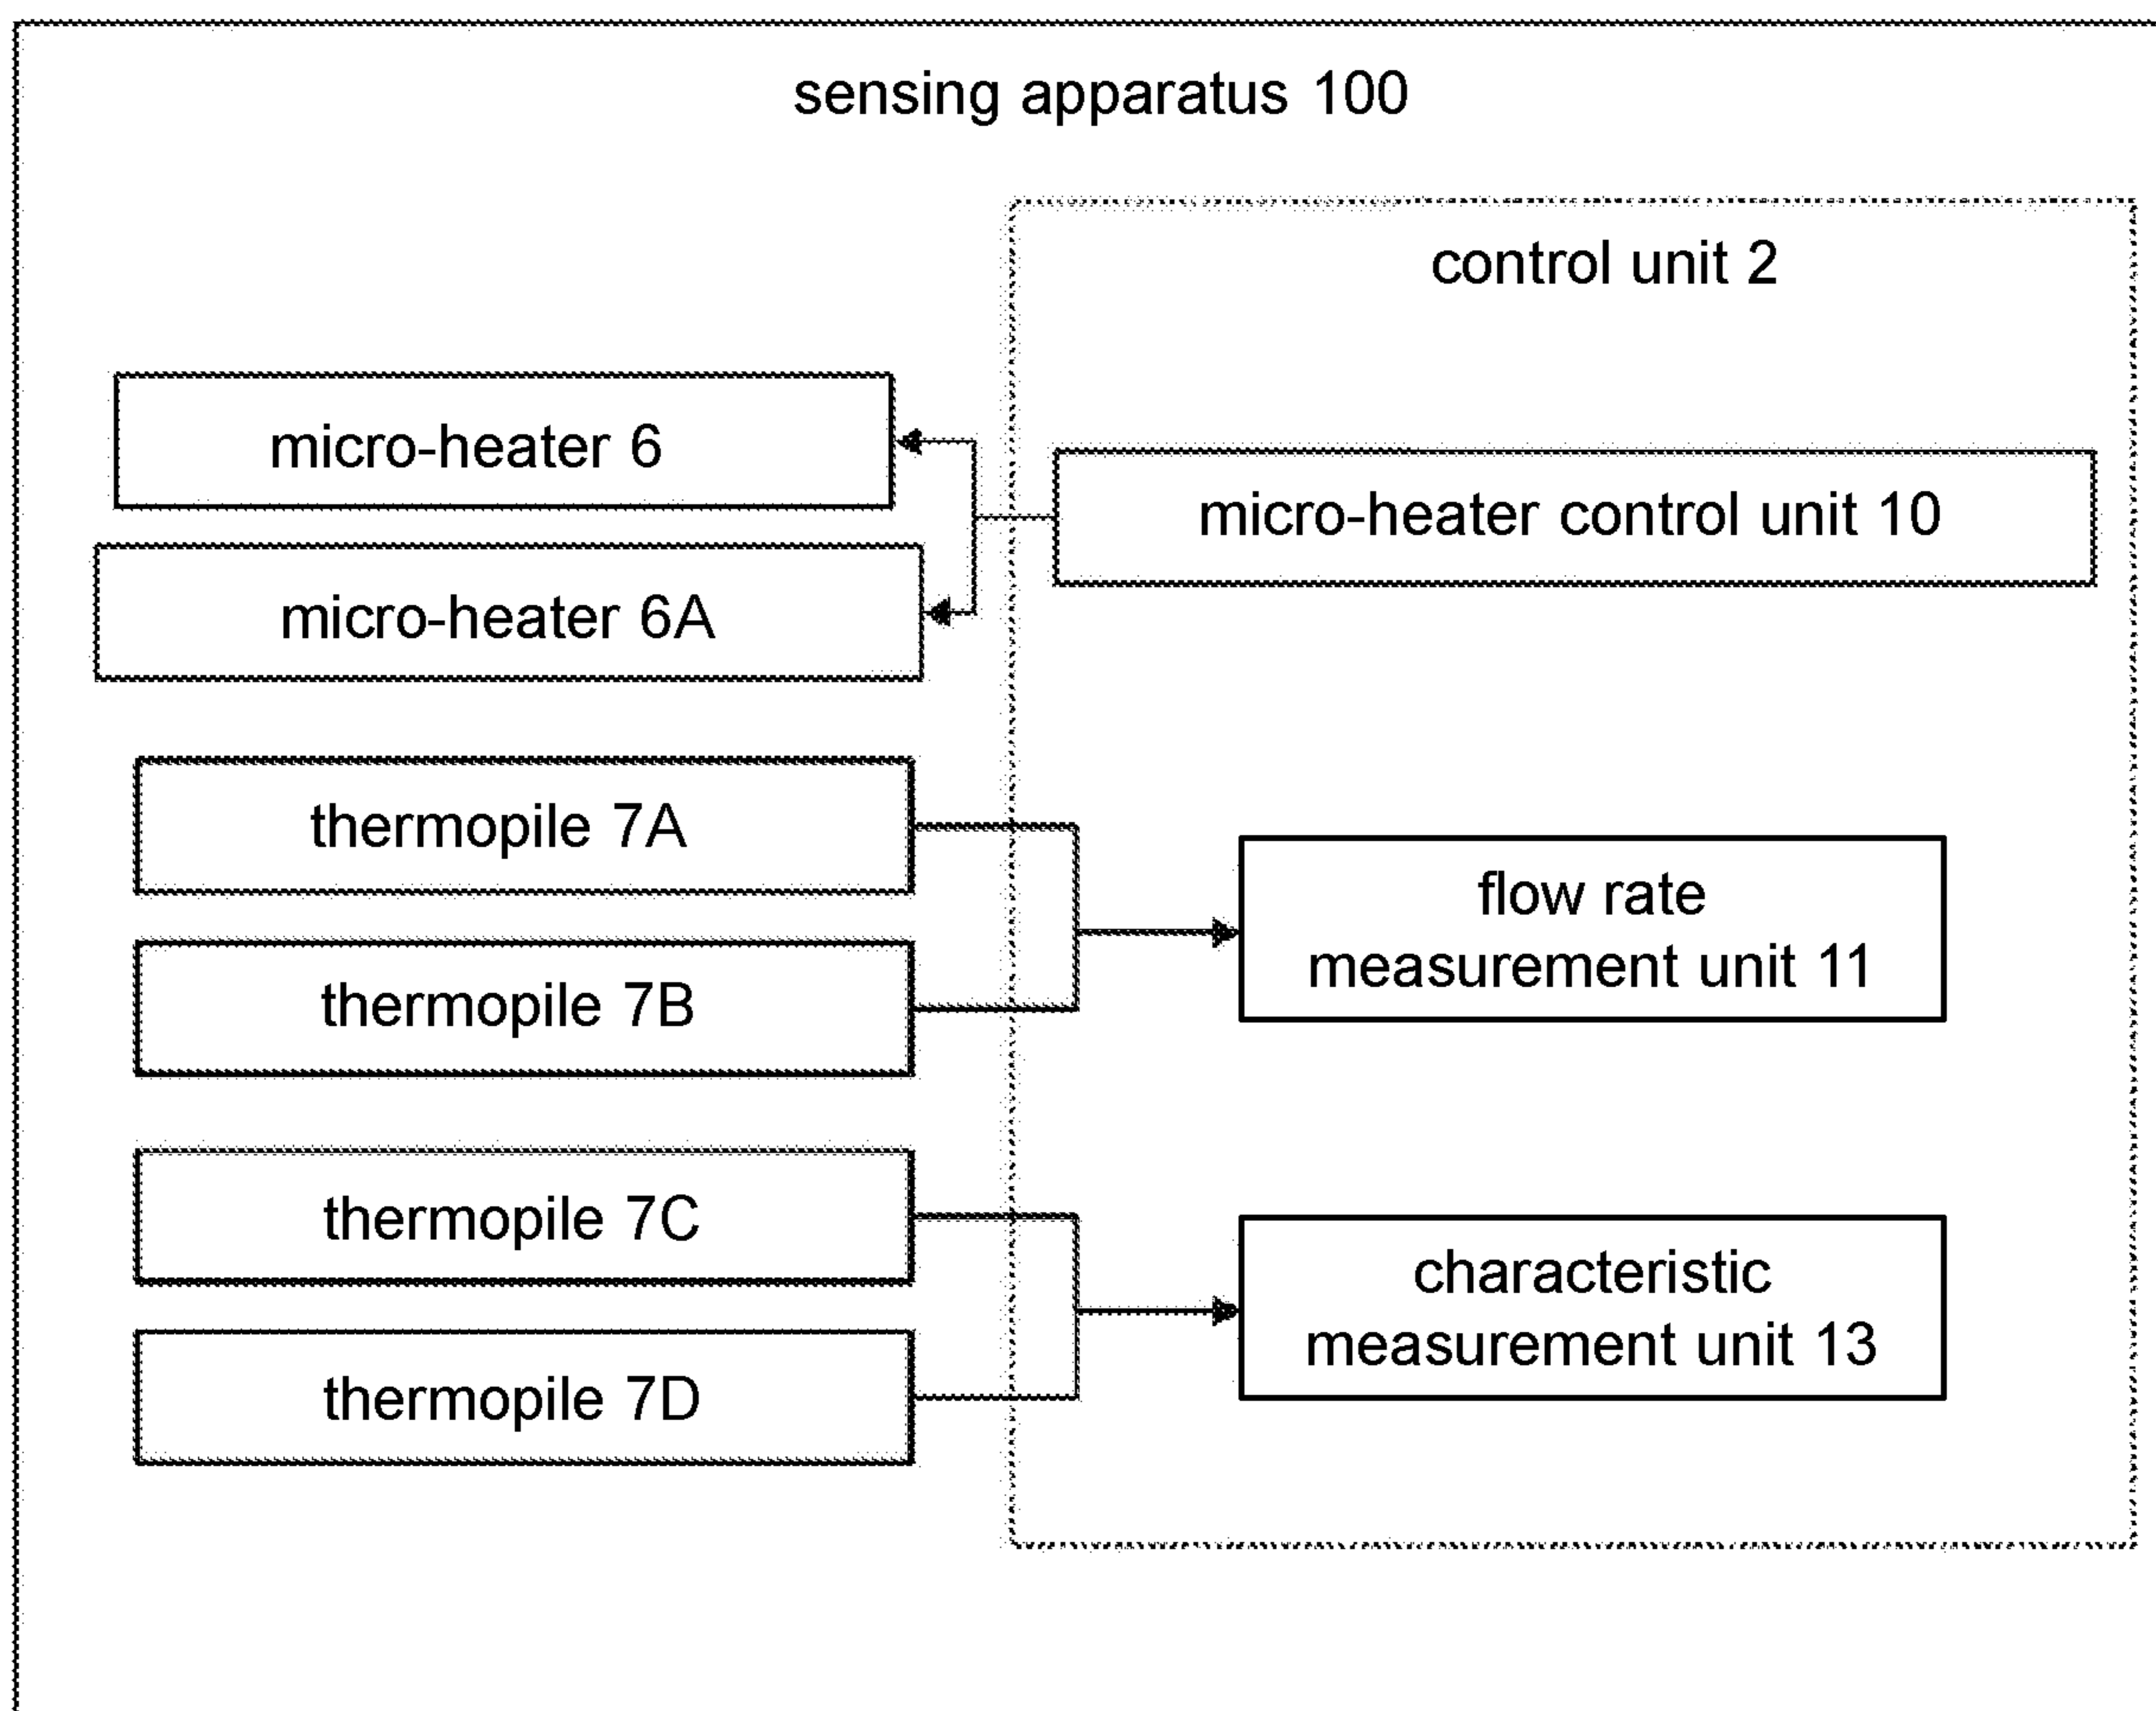 sensing apparatus 100
control unit 2
micro-heater 6
micro-heater control unit 10
micro-heater 6A
thermopile 7A
flow rate
measurement unit 11
thermopile 7B
thermopile 7C
characteristic
measurement unit 13
thermopile 7D